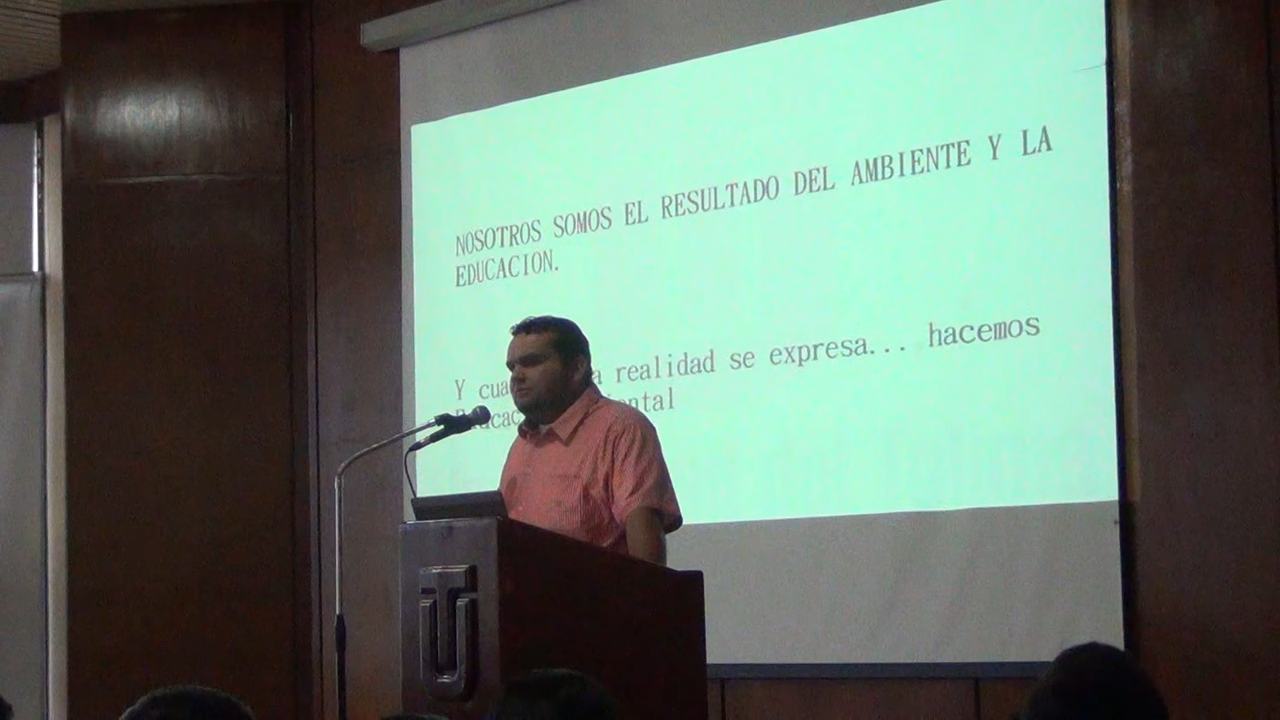 NOSOTROS SOMOS EL RESULTADO DEL AMBIENTE Y LA
EDUCACION.
Y realidad se expresa... hacemos